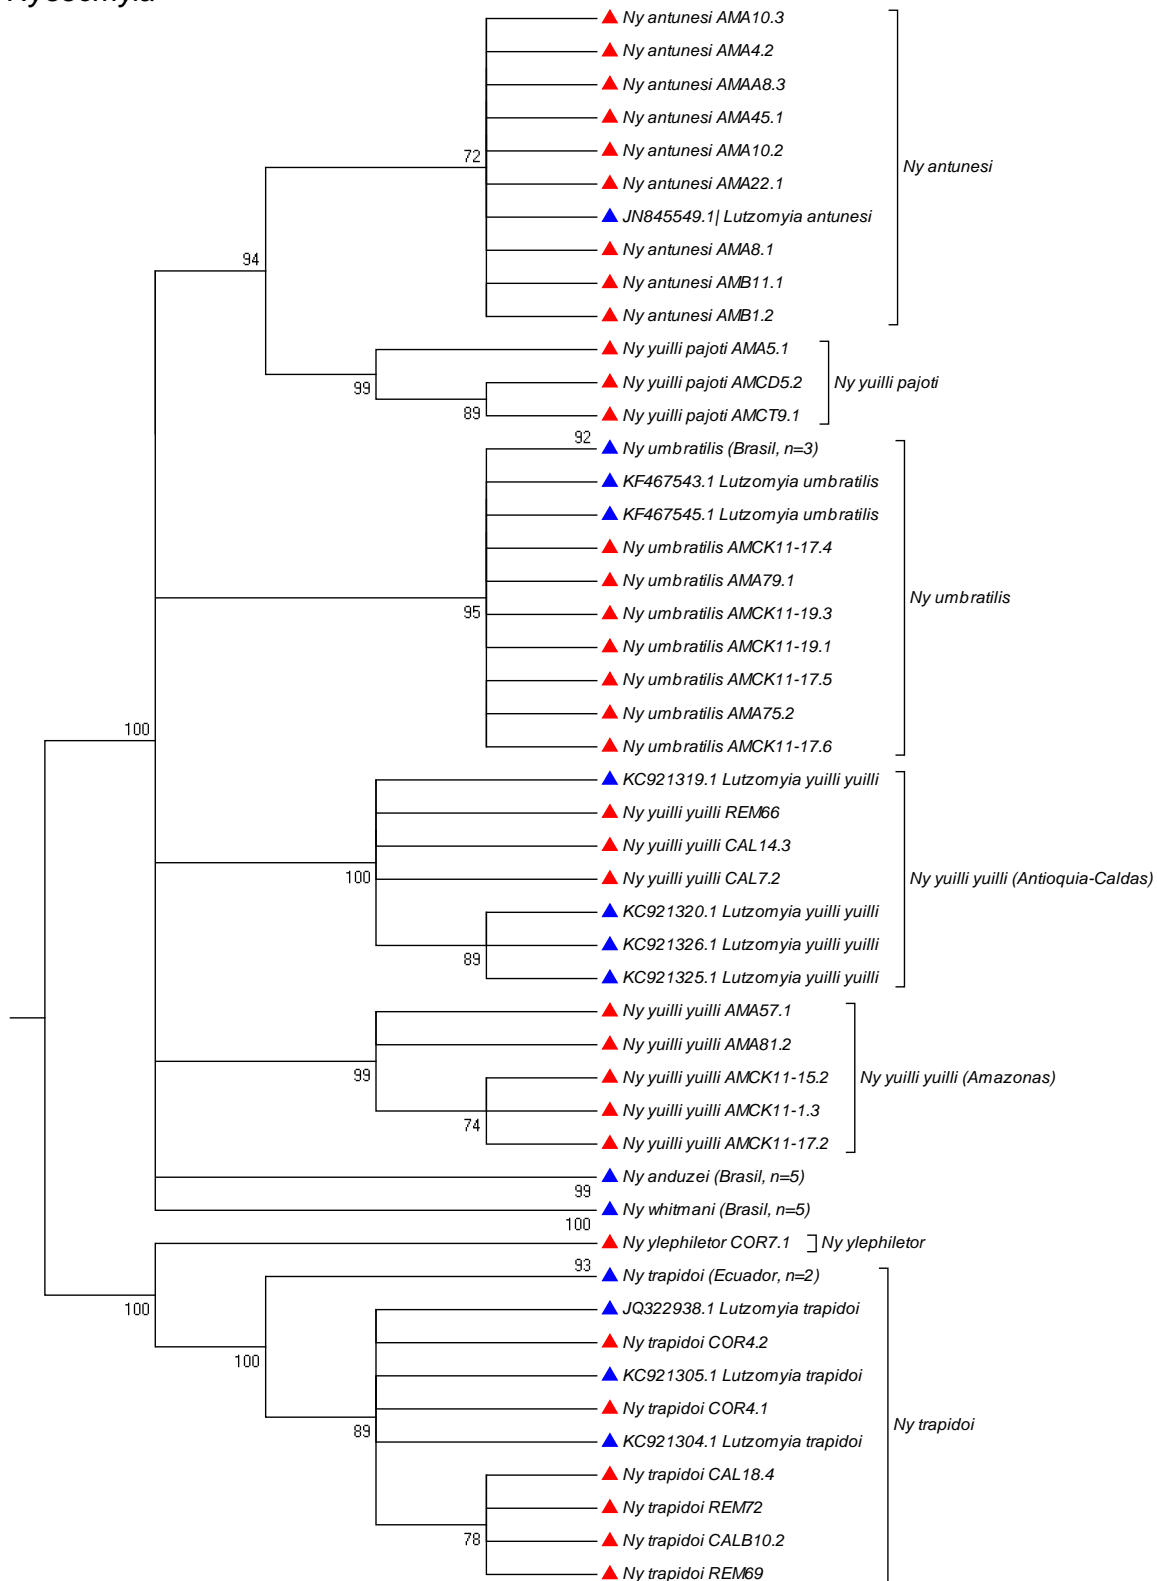 Ny antunesi AMA10.3
Ny antunesi AMA4.2
Ny antunesi AMAA8.3
Ny antunesi AMA45.1
72
Ny antunesi AMA10.2
Ny antunesi
Ny antunesi AMA22.1
JN845549.1| Lutzomyia antunesi
94
Ny antunesi AMA8.1
Ny antunesi AMB11.1
Ny antunesi AMB1.2
Ny yuilli pajoti AMA5.1
99
Ny yuilli pajoti AMCD5.2
Ny yuilli pajoti
89
Ny yuilli pajoti AMCT9.1
92
Ny umbratilis (Brasil, n=3)
KF467543.1 Lutzomyia umbratilis
KF467545.1 Lutzomyia umbratilis
Ny umbratilis AMCK11-17.4
Ny umbratilis AMA79.1
Ny umbratilis
95
Ny umbratilis AMCK11-19.3
Ny umbratilis AMCK11-19.1
Ny umbratilis AMCK11-17.5
Ny umbratilis AMA75.2
100
Ny umbratilis AMCK11-17.6
KC921319.1 Lutzomyia yuilli yuilli
Ny yuilli yuilli REM66
Ny yuilli yuilli CAL14.3
100
Ny yuilli yuilli CAL7.2
Ny yuilli yuilli (Antioquia-Caldas)
KC921320.1 Lutzomyia yuilli yuilli
KC921326.1 Lutzomyia yuilli yuilli
89
KC921325.1 Lutzomyia yuilli yuilli
Ny yuilli yuilli AMA57.1
Ny yuilli yuilli AMA81.2
99
Ny yuilli yuilli AMCK11-15.2
Ny yuilli yuilli (Amazonas)
Ny yuilli yuilli AMCK11-1.3
74
Ny yuilli yuilli AMCK11-17.2
Ny anduzei (Brasil, n=5)
99
Ny whitmani (Brasil, n=5)
100
Ny ylephiletor COR7.1
Ny ylephiletor
93
Ny trapidoi (Ecuador, n=2)
100
JQ322938.1 Lutzomyia trapidoi
Ny trapidoi COR4.2
100
KC921305.1 Lutzomyia trapidoi
Ny trapidoi COR4.1
Ny trapidoi
89
KC921304.1 Lutzomyia trapidoi
Ny trapidoi CAL18.4
Ny trapidoi REM72
78
Ny trapidoi CALB10.2
Ny trapidoi REM69